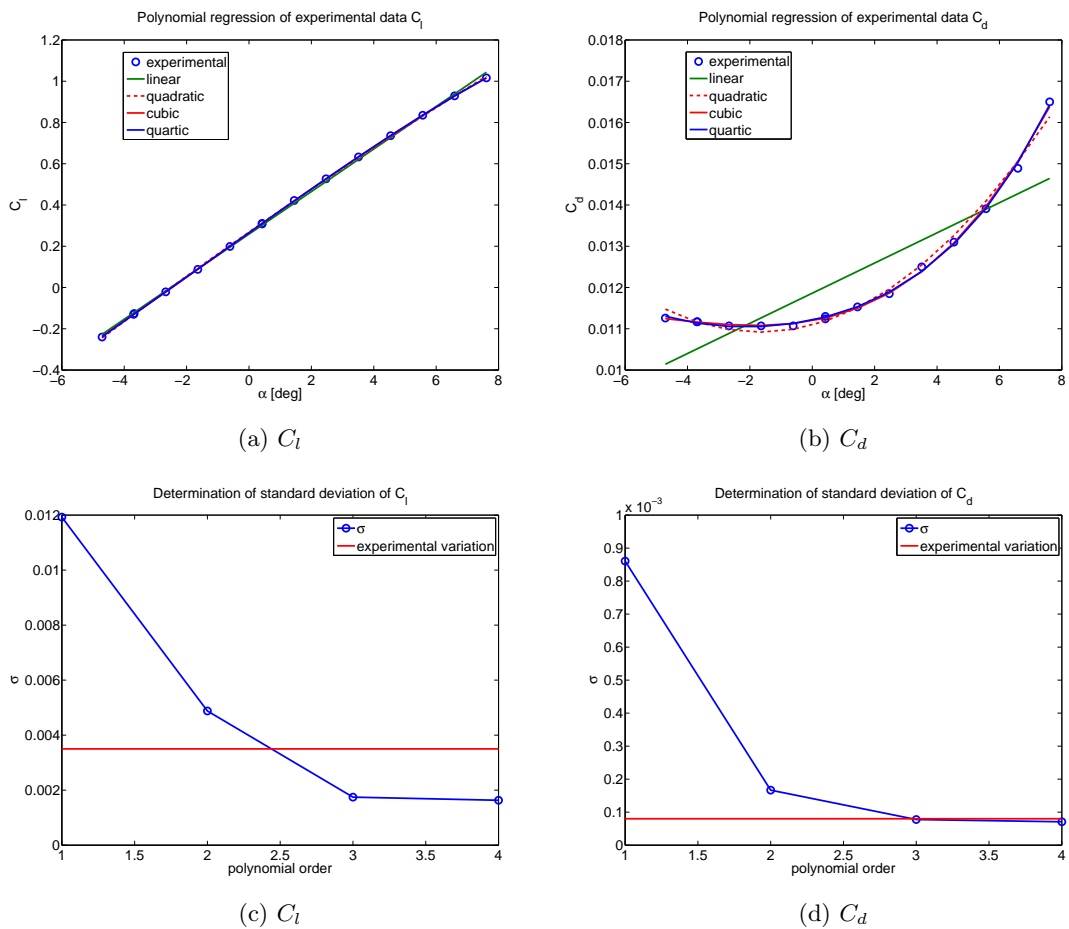 Polynomial regression of experimental data C_l
1.2
1
0.8
0.6
0.4
0.2
0
−0.2
−0.4
C_l
experimental
linear
quadratic
cubic
quartic
−6 −4 −2 0 2 4 6 8
α [deg]
(a) C_l
Polynomial regression of experimental data C_d
0.018
0.017
0.016
0.015
0.014
0.013
0.012
0.011
0.01
C_d
experimental
linear
quadratic
cubic
quartic
−6 −4 −2 0 2 4 6 8
α [deg]
(b) C_d
Determination of standard deviation of C_l
0.012
0.01
0.008
0.006
0.004
0.002
0
σ
σ
experimental variation
1 1.5 2 2.5 3 3.5 4
polynomial order
(c) C_l
Determination of standard deviation of C_d
x 10⁻³
1
0.9
0.8
0.7
0.6
0.5
0.4
0.3
0.2
0.1
0
σ
σ
experimental variation
1 1.5 2 2.5 3 3.5 4
polynomial order
(d) C_d